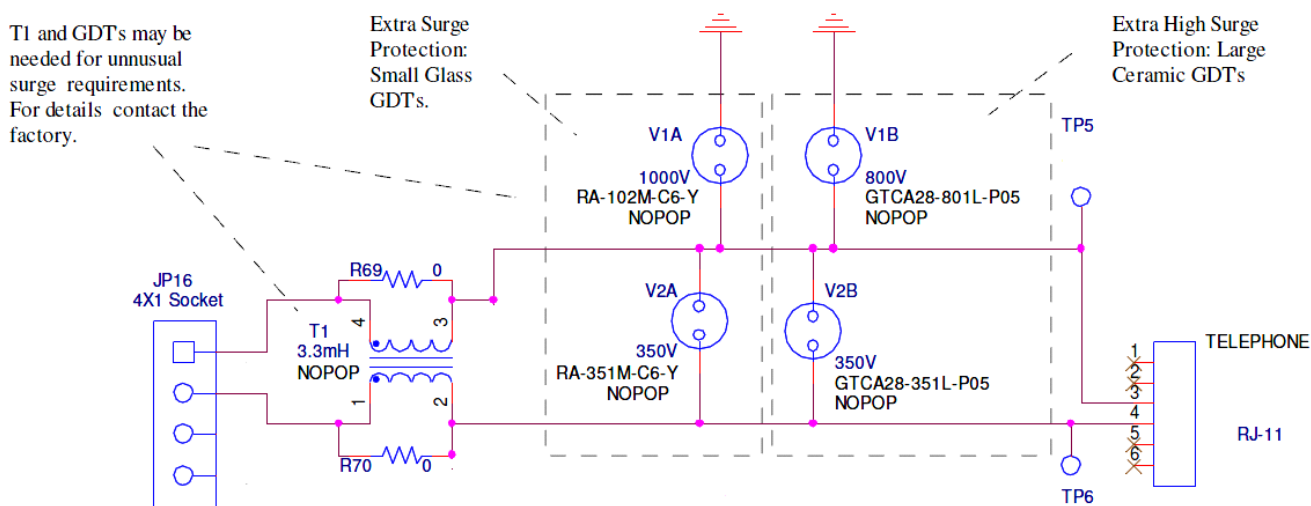 T1 and GDT's may be
needed for unnusual
surge requirements.
For details contact the
factory.
Extra Surge
Protection:
Small Glass
GDT's.
Extra High Surge
Protection: Large
Ceramic GDTs
V1A
1000V
RA-102M-C6-Y
NOPOP
V1B
800V
GTCA28-801L-P05
NOPOP
TP5
JP16
4X1 Socket
R69
0
4
3
T1
3.3mH
NOPOP
1
2
R70
0
V2A
350V
RA-351M-C6-Y
NOPOP
V2B
350V
GTCA28-351L-P05
NOPOP
TELEPHONE
1
2
3
4
5
6
RJ-11
TP6